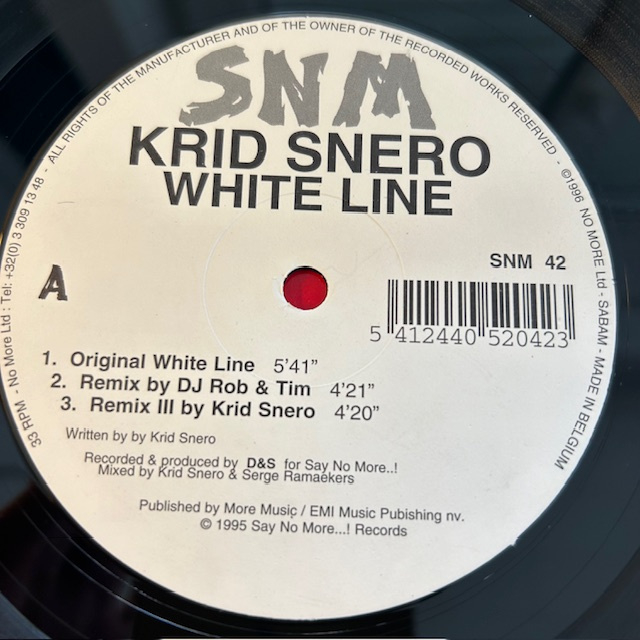 33 RPM - No More Ltd : Tel: +32(0) 3 309 13 48 - ALL RIGHTS OF THE MANUFACTURER AND OF THE OWNER OF THE RECORDED WORKS RESERVED - ©1996 NO MORE Ltd - SABAM - MADE IN BELGIUM
SNM
KRID SNERO
WHITE LINE
SNM 42
A
5 412440 520423
1. Original White Line 5'41"
2. Remix by DJ Rob & Tim 4'21"
3. Remix III by Krid Snero 4'20"
Written by by Krid Snero
Recorded & produced by D&S for Say No More..!
Mixed by Krid Snero & Serge Ramaekers
Published by More Music / EMI Music Pubishing nv.
© 1995 Say No More...! Records